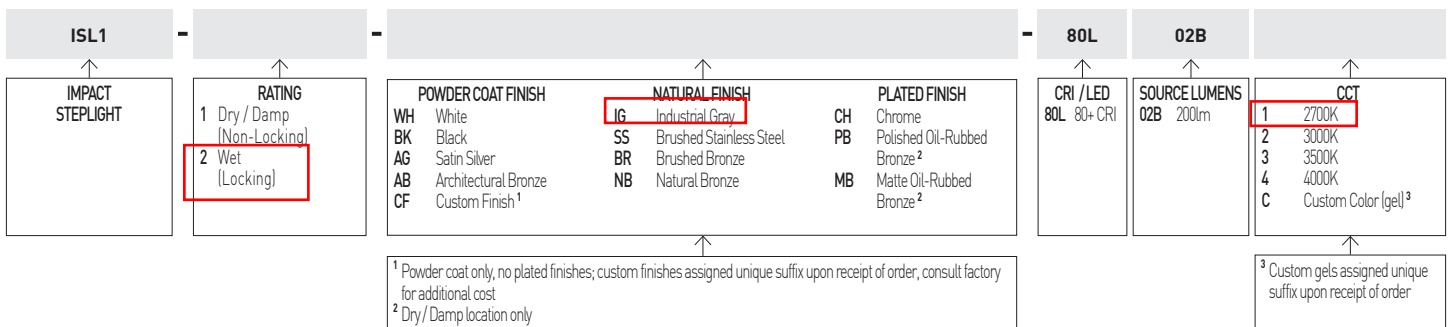 ISL1 - - - 80L 02B
IMPACT
STEPLIGHT
RATING
1 Dry / Damp
(Non-Locking)
2 Wet
(Locking)
POWDER COAT FINISH
WH White
BK Black
AG Satin Silver
AB Architectural Bronze
CF Custom Finish 1
NATURAL FINISH
IG Industrial Gray
SS Brushed Stainless Steel
BR Brushed Bronze
NB Natural Bronze
PLATED FINISH
CH Chrome
PB Polished Oil-Rubbed
Bronze 2
MB Matte Oil-Rubbed
Bronze 2
CRI / LED
80L 80+ CRI
SOURCE LUMENS
02B 200lm
CCT
1 2700K
2 3000K
3 3500K
4 4000K
C Custom Color (gel) 3
1 Powder coat only, no plated finishes; custom finishes assigned unique suffix upon receipt of order, consult factory
for additional cost
2 Dry / Damp location only
3 Custom gels assigned unique
suffix upon receipt of order